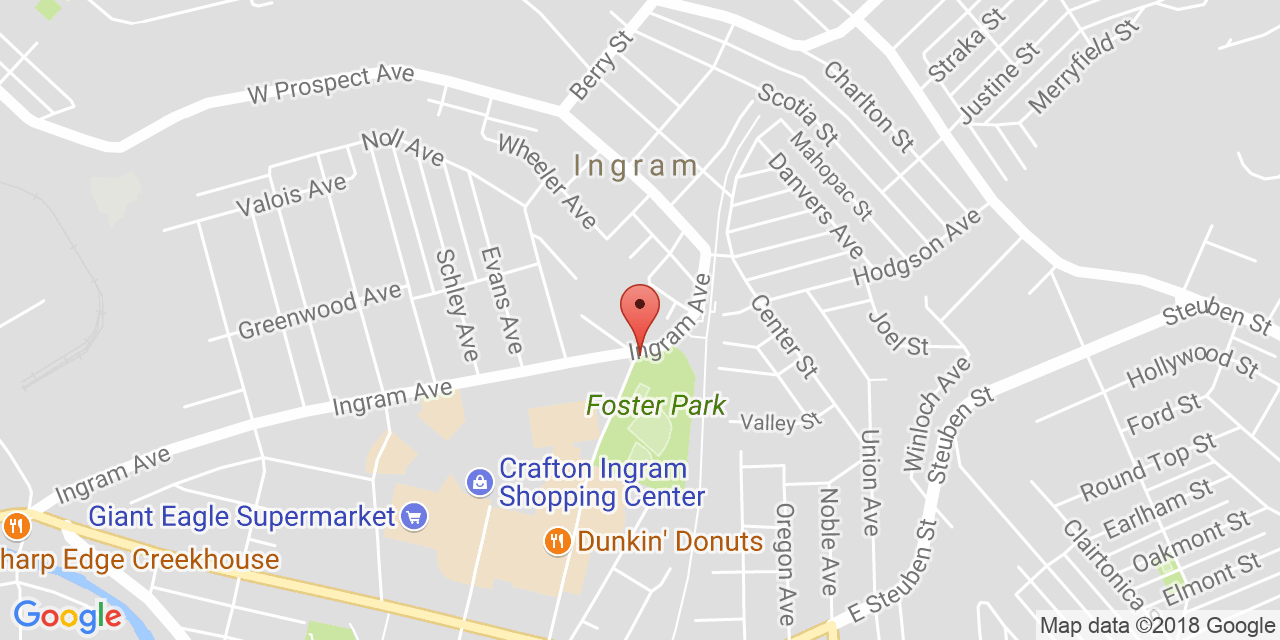 Straka St
Justine St
Merryfield St
Berry St
W Prospect Ave
Charlton St
Scotia St
Mahopac St
Noll Ave
Wheeler Ave
Ingram
Danvers Ave
Valois Ave
Hodgson Ave
Evans Ave
Schley Ave
Greenwood Ave
Ingram Ave
Center St
Joel St
Steuben St
Hollywood St
Winloch Ave
Steuben St
Ingram Ave
Foster Park
Valley St
Ford St
Union Ave
Round Top St
Ingram Ave
Crafton Ingram
Shopping Center
Giant Eagle Supermarket
Earlham St
Oregon Ave
Noble Ave
Oakmont St
Clairtonica S
Elmont St
Dunkin' Donuts
harp Edge Creekhouse
E Steuben St
Google
Map data ©2018 Google